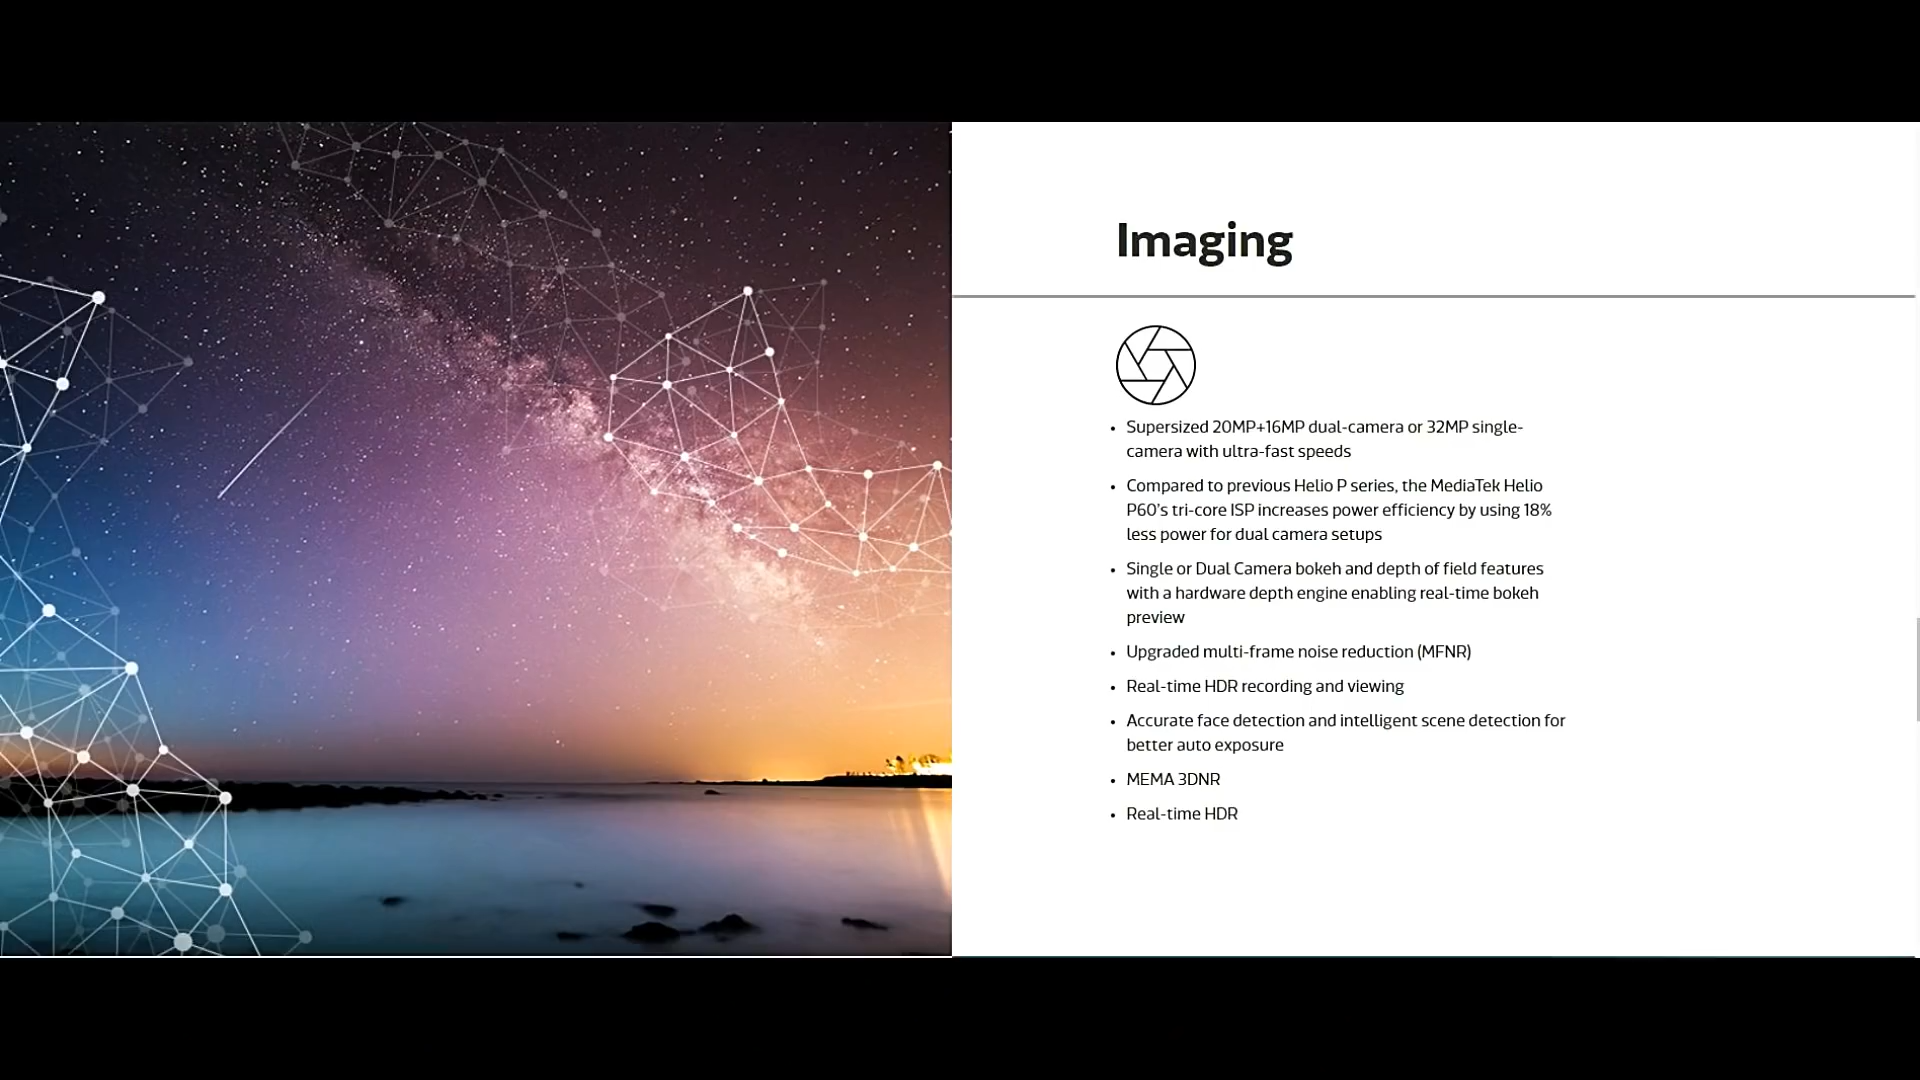 Imaging
• Supersized 20MP+16MP dual-camera or 32MP single-
camera with ultra-fast speeds
• Compared to previous Helio P series, the MediaTek Helio
P60's tri-core ISP increases power efficiency by using 18%
less power for dual camera setups
• Single or Dual Camera bokeh and depth of field features
with a hardware depth engine enabling real-time bokeh
preview
• Upgraded multi-frame noise reduction (MFNR)
• Real-time HDR recording and viewing
• Accurate face detection and intelligent scene detection for
better auto exposure
• MEMA 3DNR
• Real-time HDR